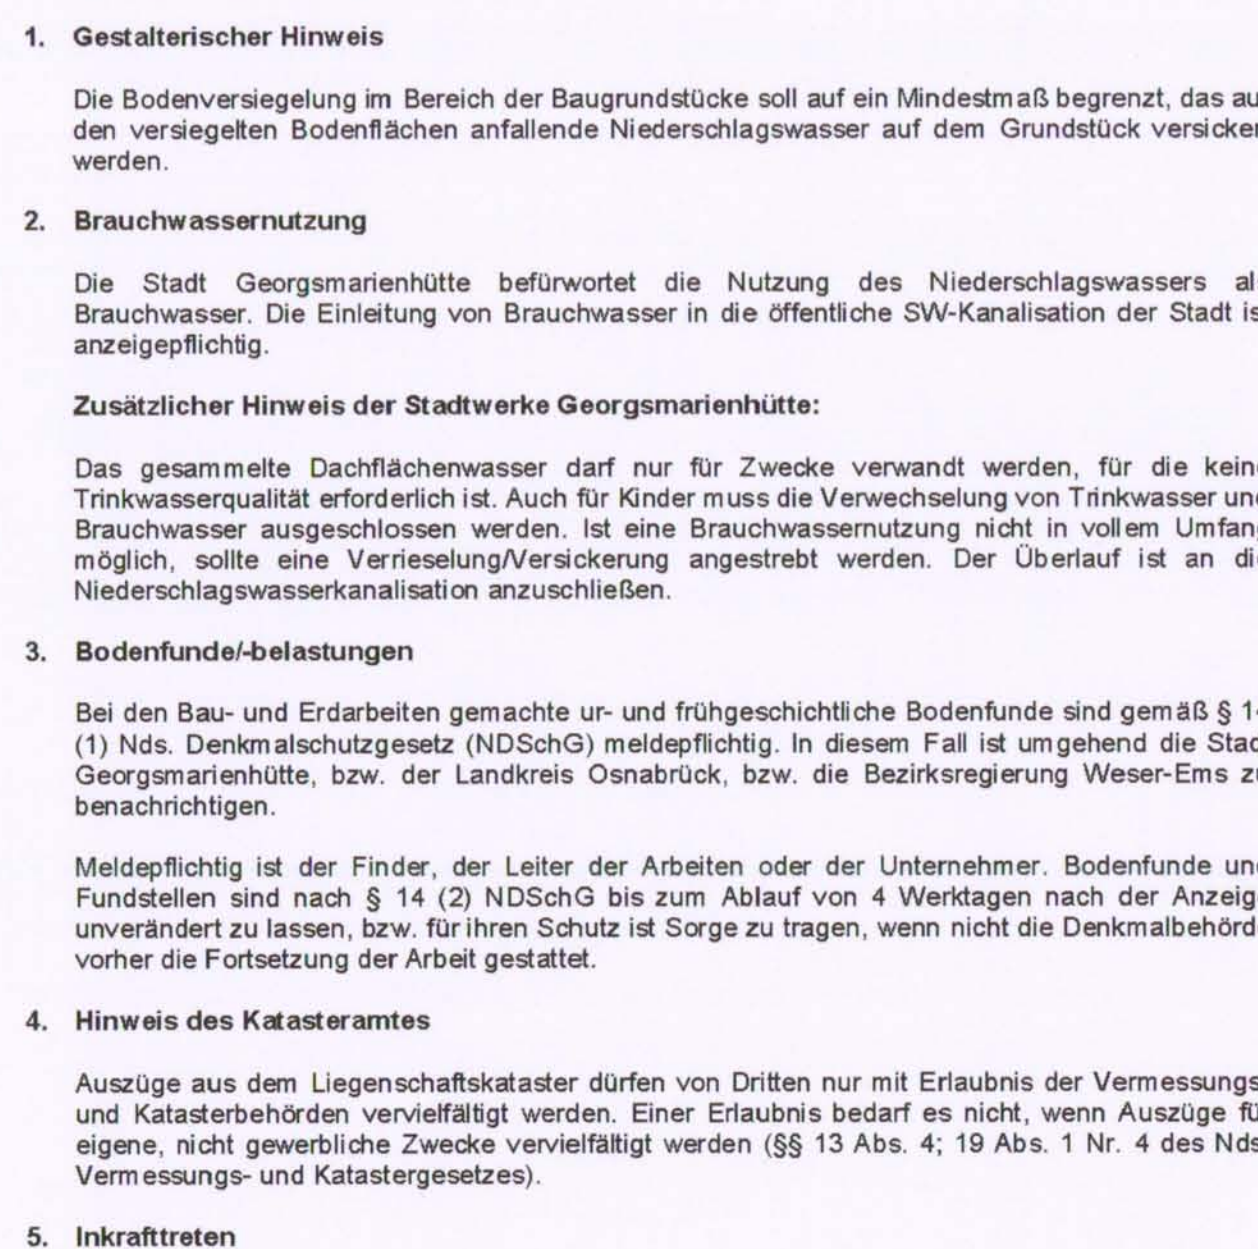 1. Gestalterischer Hinweis
Die Bodenversiegelung im Bereich der Baugrundstücke soll auf ein Mindestmaß begrenzt, das au
den versiegelten Bodenflächen anfallende Niederschlagswasser auf dem Grundstück versicker
werden.
2. Brauchwassernutzung
Die Stadt Georgsmarienhütte befürwortet die Nutzung des Niederschlagswassers al
Brauchwasser. Die Einleitung von Brauchwasser in die öffentliche SW-Kanalisation der Stadt is
anzeigepflichtig.
Zusätzlicher Hinweis der Stadtwerke Georgsmarienhütte:
Das gesammelte Dachflächenwasser darf nur für Zwecke verwandt werden, für die kein
Trinkwasserqualität erforderlich ist. Auch für Kinder muss die Verwechselung von Trinkwasser un
Brauchwasser ausgeschlossen werden. Ist eine Brauchwassernutzung nicht in vollem Umfan
möglich, sollte eine Verrieselung/Versickerung angestrebt werden. Der Überlauf ist an di
Niederschlagswasserkanalisation anzuschließen.
3. Bodenfunde/-belastungen
Bei den Bau- und Erdarbeiten gemachte ur- und frühgeschichtliche Bodenfunde sind gemäß § 14
(1) Nds. Denkmalschutzgesetz (NDSchG) meldepflichtig. In diesem Fall ist umgehend die Stad
Georgsmarienhütte, bzw. der Landkreis Osnabrück, bzw. die Bezirksregierung Weser-Ems zu
benachrichtigen.
Meldepflichtig ist der Finder, der Leiter der Arbeiten oder der Unternehmer. Bodenfunde un
Fundstellen sind nach § 14 (2) NDSchG bis zum Ablauf von 4 Werktagen nach der Anzeig
unverändert zu lassen, bzw. für ihren Schutz ist Sorge zu tragen, wenn nicht die Denkmalbehörd
vorher die Fortsetzung der Arbeit gestattet.
4. Hinweis des Katasteramtes
Auszüge aus dem Liegenschaftskataster dürfen von Dritten nur mit Erlaubnis der Vermessungs
und Katasterbehörden vervielfältigt werden. Einer Erlaubnis bedarf es nicht, wenn Auszüge fü
eigene, nicht gewerbliche Zwecke vervielfältigt werden (§§ 13 Abs. 4; 19 Abs. 1 Nr. 4 des Nds
Vermessungs- und Katastergesetzes).
5. Inkrafttreten